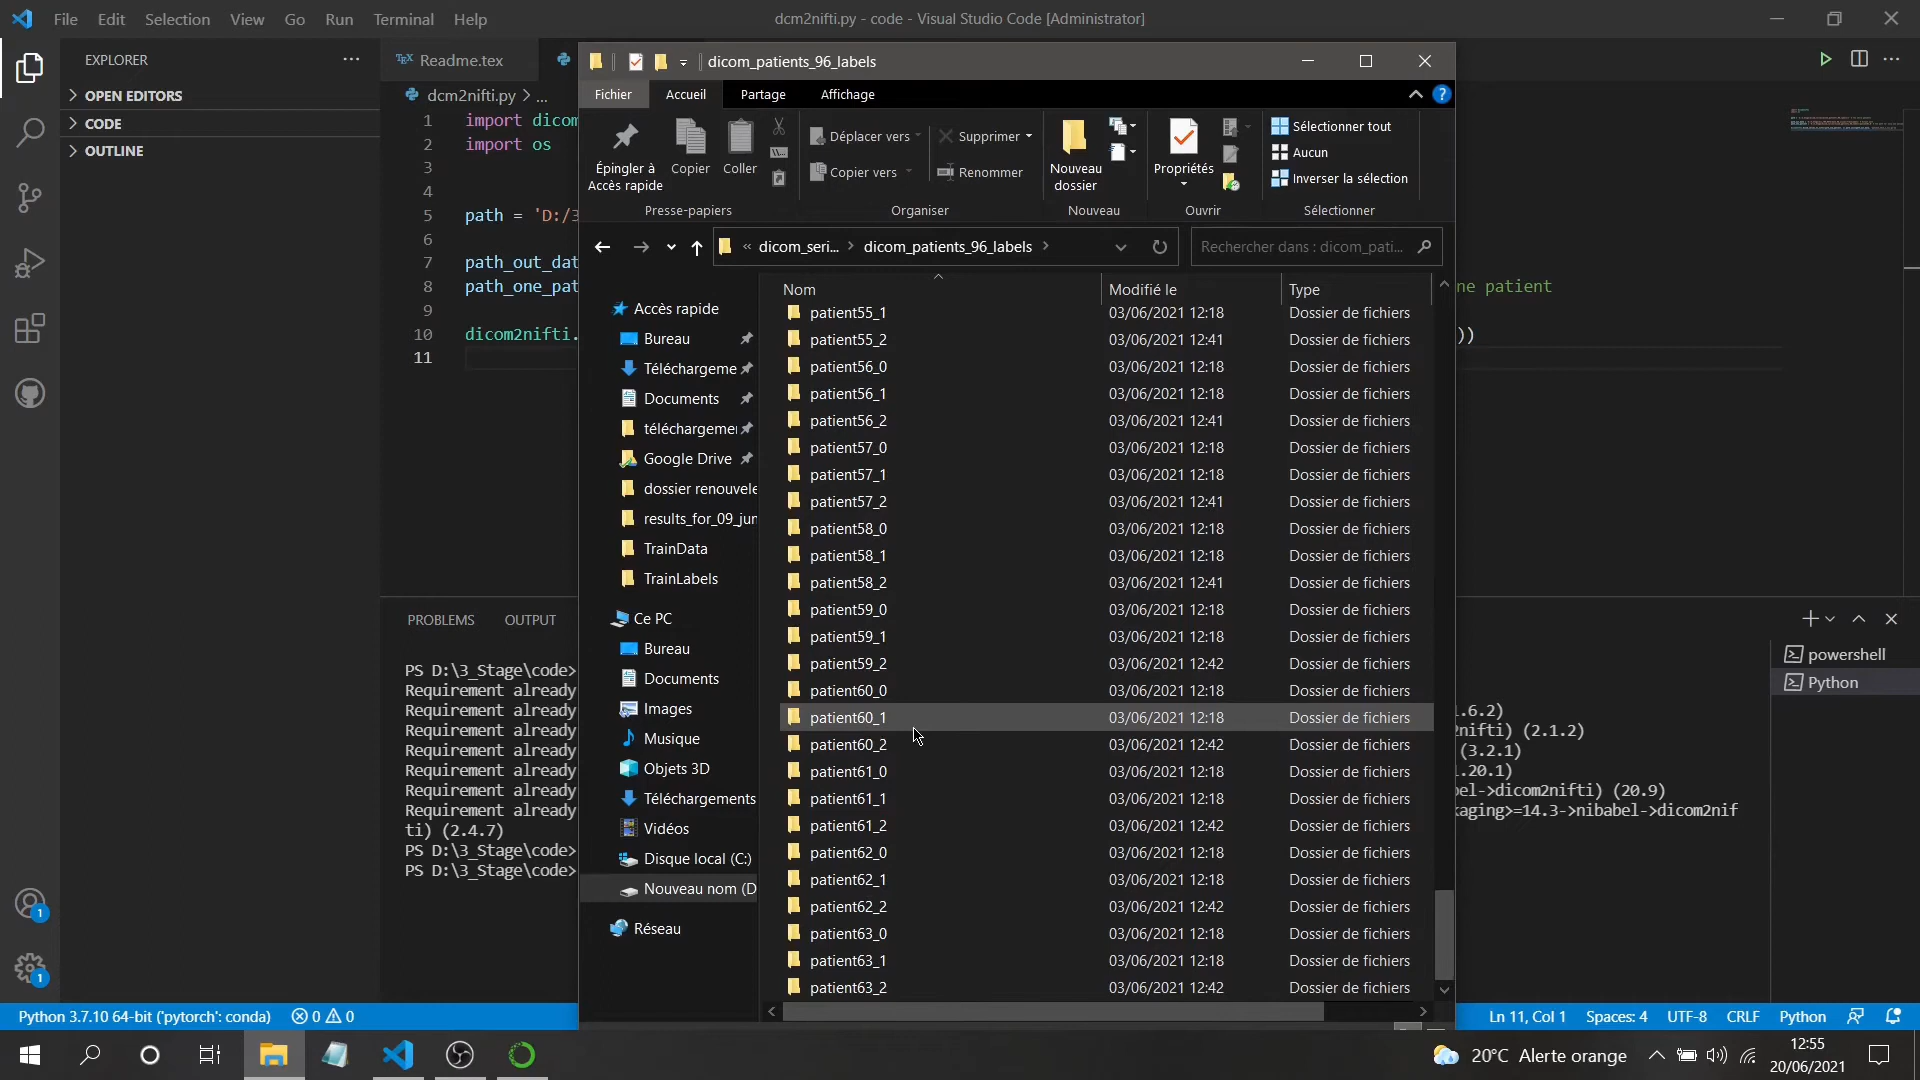 File Edit Selection View Go Run Terminal Help
dcm2nifti.py - code - Visual Studio Code [Administrator]
EXPLORER
OPEN EDITORS
CODE
OUTLINE
Readme.tex
dcm2nifti.py > ...
1 import dicom
2 import os
3
4
5 path = 'D:/3
6
7 path_out_dat
8 path_one_pat
ne patient
9
10 dicom2nifti.
))
11
dicom_patients_96_labels
Fichier Accueil Partage Affichage
Épingler à Accès rapide
Copier
Coller
Déplacer vers
Copier vers
Supprimer
Renommer
Nouveau dossier
Propriétés
Sélectionner tout
Aucun
Inverser la sélection
Presse-papiers Organiser Nouveau Ouvrir Sélectionner
« dicom_seri... > dicom_patients_96_labels >
Rechercher dans : dicom_pati...
Accès rapide
Bureau
Téléchargeme
Documents
téléchargemei
Google Drive
dossier renouvele
results_for_09_jun
TrainData
TrainLabels
Ce PC
Bureau
Documents
Images
Musique
Objets 3D
Téléchargements
Vidéos
Disque local (C:)
Nouveau nom (D
Réseau
Nom Modifié le Type
patient55_1 03/06/2021 12:18 Dossier de fichiers
patient55_2 03/06/2021 12:41 Dossier de fichiers
patient56_0 03/06/2021 12:18 Dossier de fichiers
patient56_1 03/06/2021 12:18 Dossier de fichiers
patient56_2 03/06/2021 12:41 Dossier de fichiers
patient57_0 03/06/2021 12:18 Dossier de fichiers
patient57_1 03/06/2021 12:18 Dossier de fichiers
patient57_2 03/06/2021 12:41 Dossier de fichiers
patient58_0 03/06/2021 12:18 Dossier de fichiers
patient58_1 03/06/2021 12:18 Dossier de fichiers
patient58_2 03/06/2021 12:41 Dossier de fichiers
patient59_0 03/06/2021 12:18 Dossier de fichiers
patient59_1 03/06/2021 12:18 Dossier de fichiers
patient59_2 03/06/2021 12:42 Dossier de fichiers
patient60_0 03/06/2021 12:18 Dossier de fichiers
patient60_1 03/06/2021 12:18 Dossier de fichiers
patient60_2 03/06/2021 12:42 Dossier de fichiers
patient61_0 03/06/2021 12:18 Dossier de fichiers
patient61_1 03/06/2021 12:18 Dossier de fichiers
patient61_2 03/06/2021 12:42 Dossier de fichiers
patient62_0 03/06/2021 12:18 Dossier de fichiers
patient62_1 03/06/2021 12:18 Dossier de fichiers
patient62_2 03/06/2021 12:42 Dossier de fichiers
patient63_0 03/06/2021 12:18 Dossier de fichiers
patient63_1 03/06/2021 12:18 Dossier de fichiers
patient63_2 03/06/2021 12:42 Dossier de fichiers
PROBLEMS OUTPUT
PS D:\3_Stage\code>
Requirement already
Requirement already .6.2)
Requirement already nifti) (2.1.2)
Requirement already (3.2.1)
Requirement already .20.1)
Requirement already bel->dicom2nifti) (20.9)
Requirement already kaging>=14.3->nibabel->dicom2nif
ti) (2.4.7)
PS D:\3_Stage\code>
PS D:\3_Stage\code>
powershell
Python
Python 3.7.10 64-bit ('pytorch': conda) 0 0
Ln 11, Col 1 Spaces: 4 UTF-8 CRLF Python
1
1
20°C Alerte orange
12:55
20/06/2021